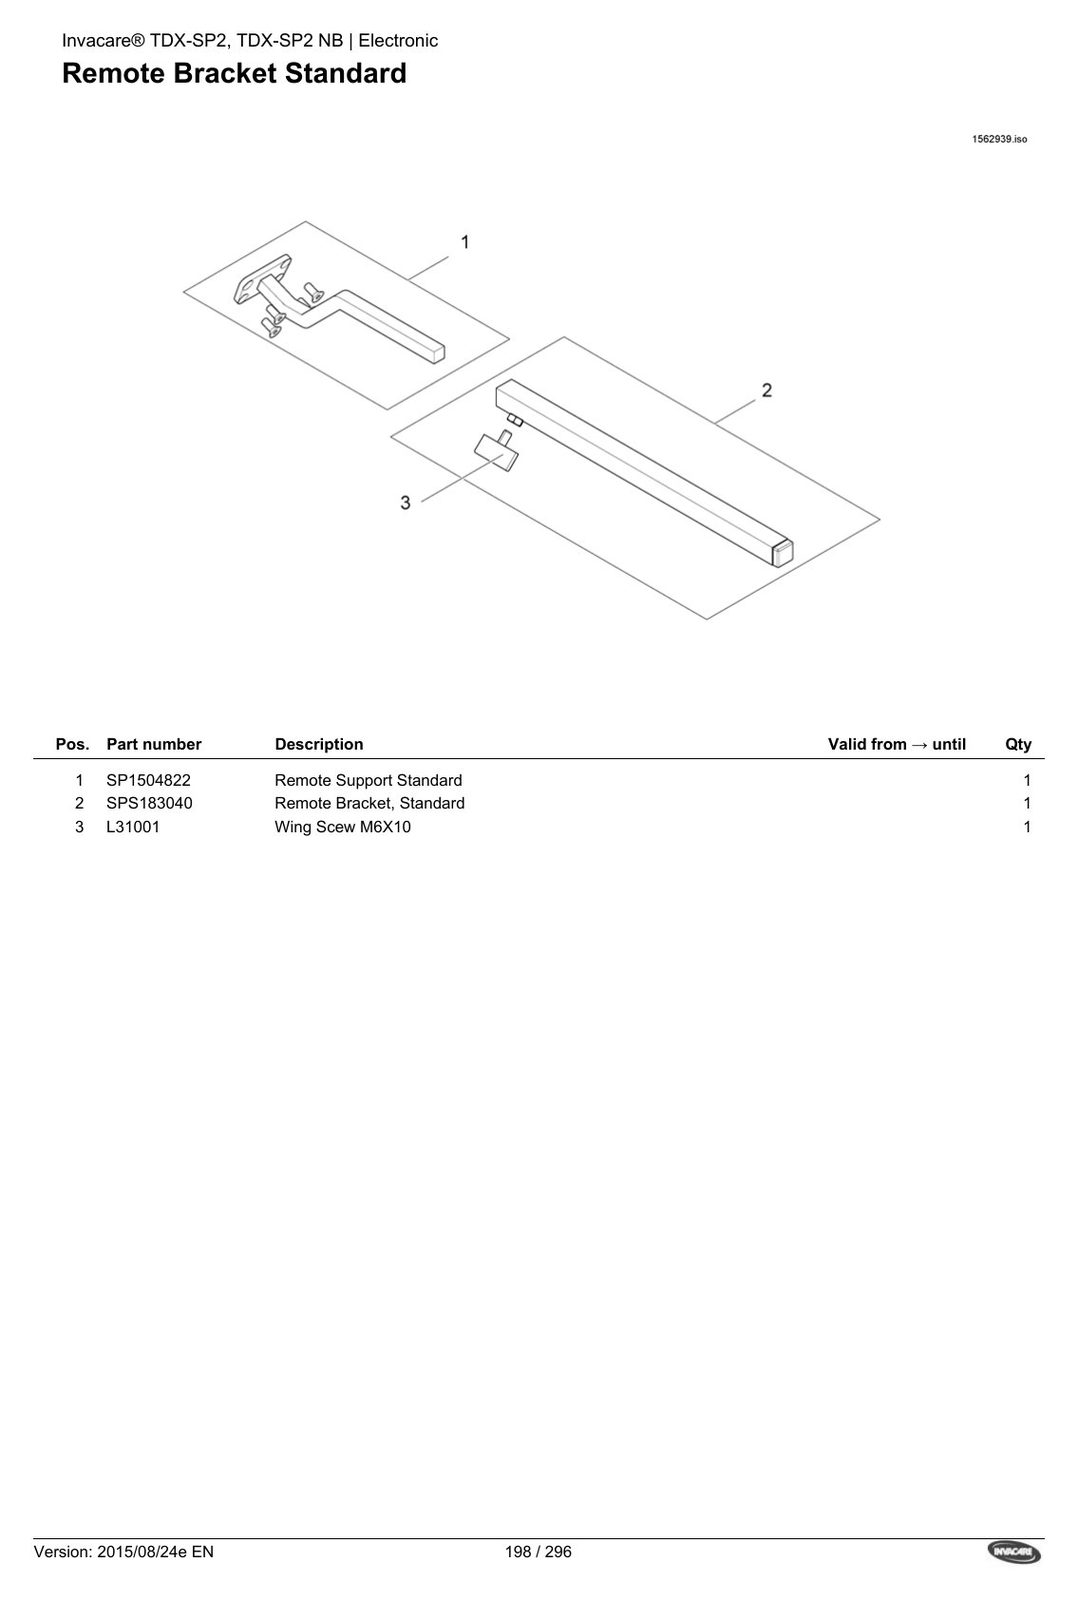 Invacare® TDX-SP2, TDX-SP2 NB | Electronic
Remote Bracket Standard
1562939.iso
1
2
3
Pos. Part number Description Valid from → until Qty
1 SP1504822 Remote Support Standard 1
2 SPS183040 Remote Bracket, Standard 1
3 L31001 Wing Scew M6X10 1
Version: 2015/08/24e EN 198 / 296 INVACARE